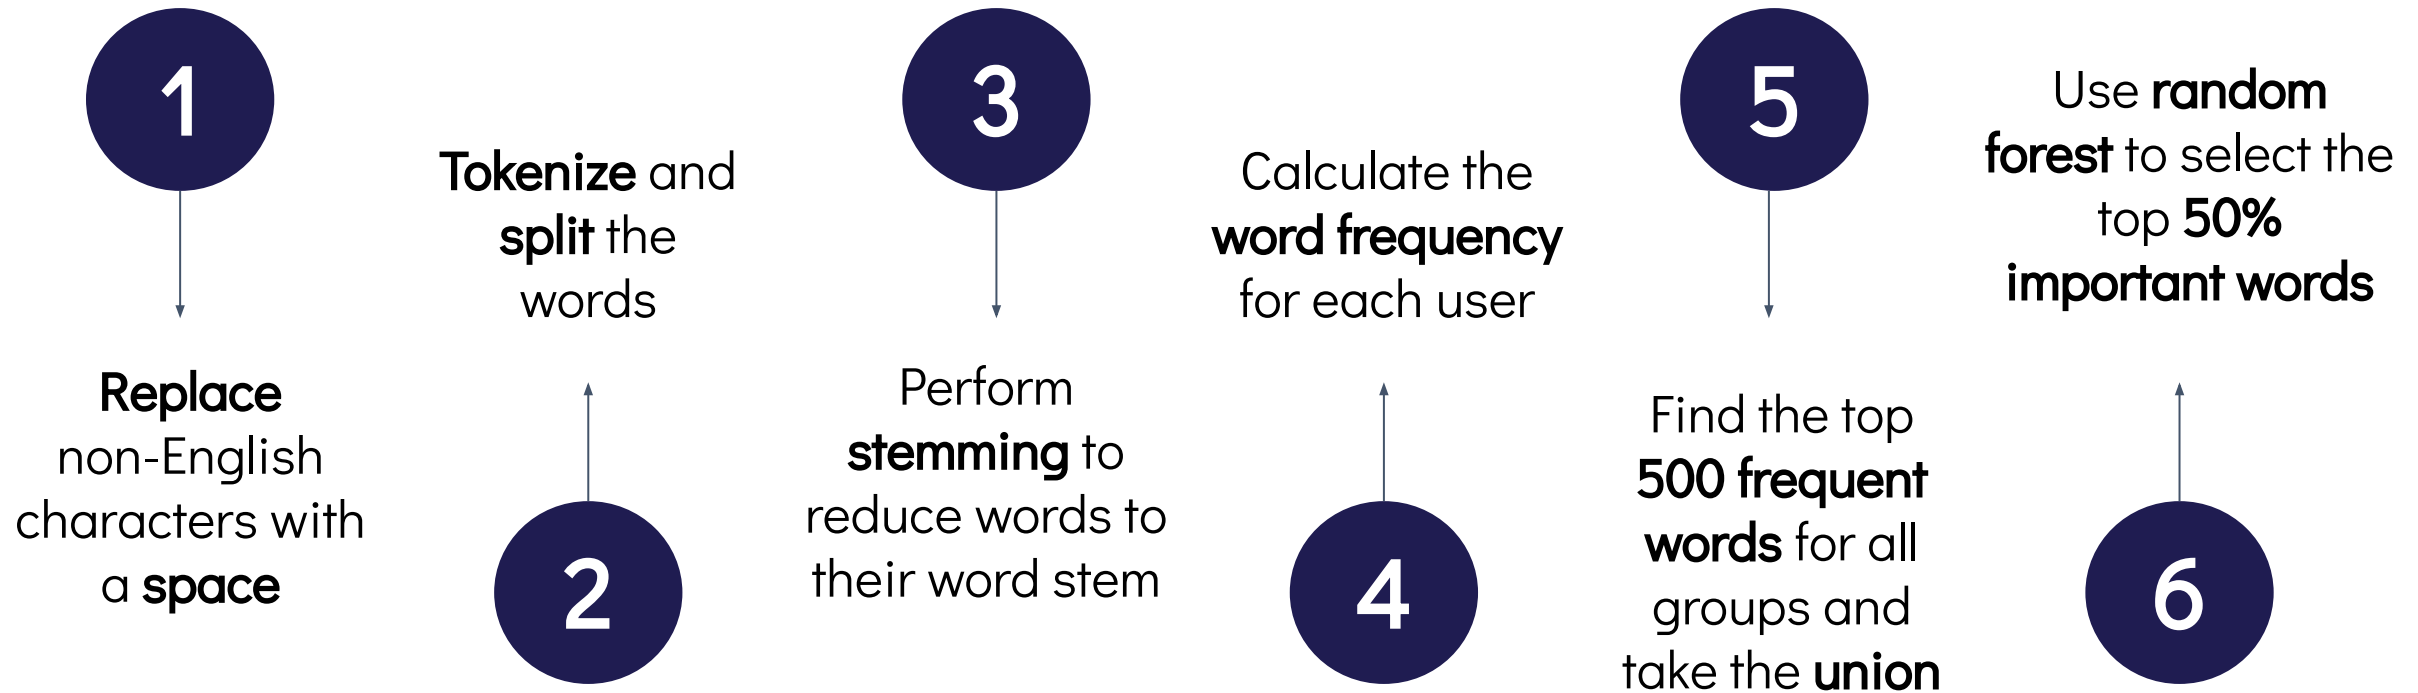 1
Replace
non-English
characters with
a space
Tokenize and
split the
words
2
3
Perform
stemming to
reduce words to
their word stem
Calculate the
word frequency
for each user
4
5
Find the top
500 frequent
words for all
groups and
take the union
Use random
forest to select the
top 50%
important words
6